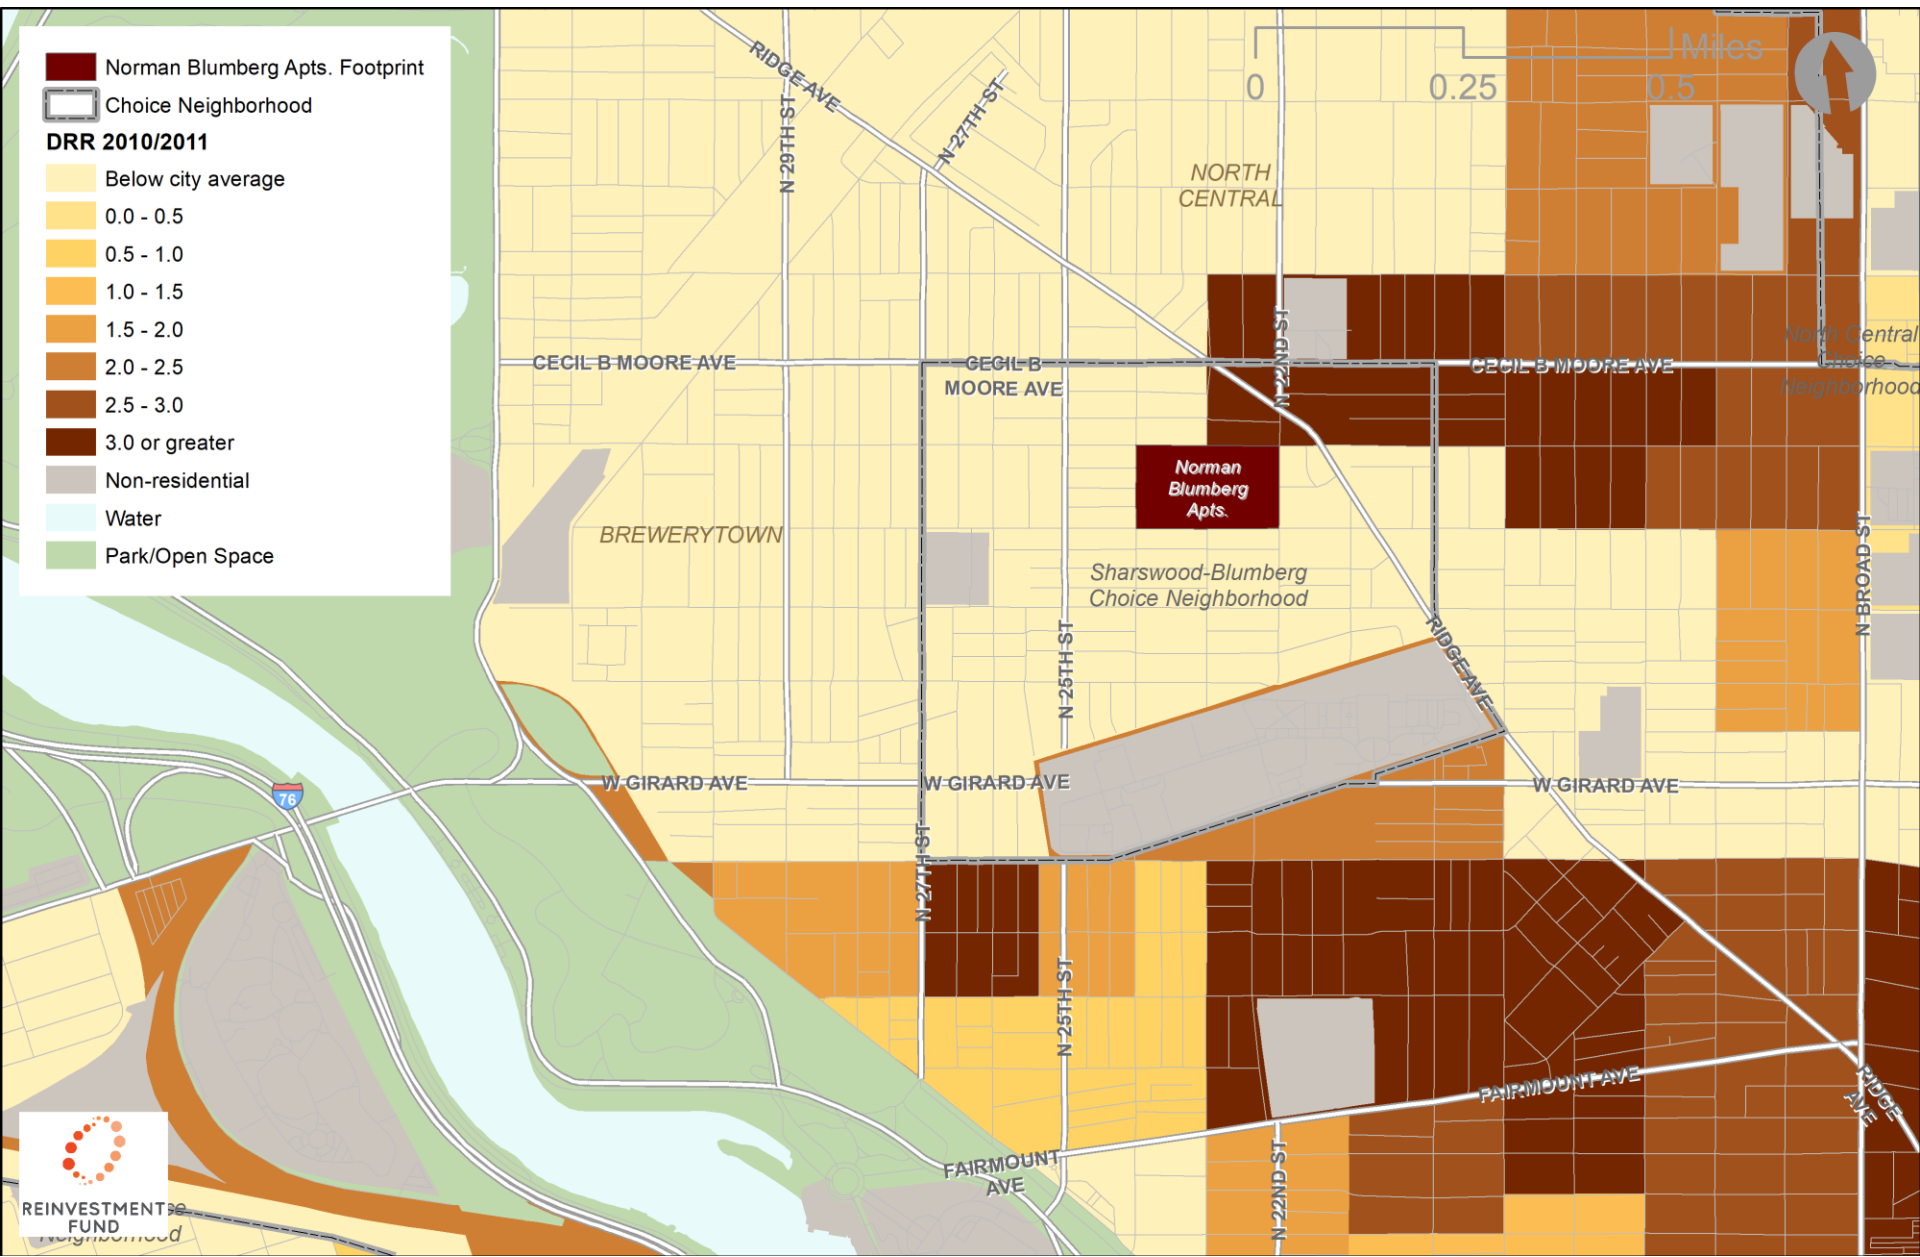 Norman Blumberg Apts. Footprint
Choice Neighborhood
DRR 2010/2011
Below city average
0.0 - 0.5
0.5 - 1.0
1.0 - 1.5
1.5 - 2.0
2.0 - 2.5
2.5 - 3.0
3.0 or greater
Non-residential
Water
Park/Open Space
RIDGE AVE
N 29TH ST
N 27TH ST
NORTH
CENTRAL
Miles
0
0.25
0.5
N 22ND ST
CECIL B MOORE AVE
CECIL B
MOORE AVE
CECIL B MOORE AVE
North Central
Choice
Neighborhood
Norman
Blumberg
Apts.
BREWERYTOWN
Sharswood-Blumberg
Choice Neighborhood
N BROAD ST
N 25TH ST
RIDGE AVE
W GIRARD AVE
W GIRARD AVE
W GIRARD AVE
76
N 27TH ST
N 25TH ST
FAIRMOUNT AVE
RIDGE
AVE
FAIRMOUNT
AVE
N 22ND ST
REINVESTMENT
FUND
Neighborhood